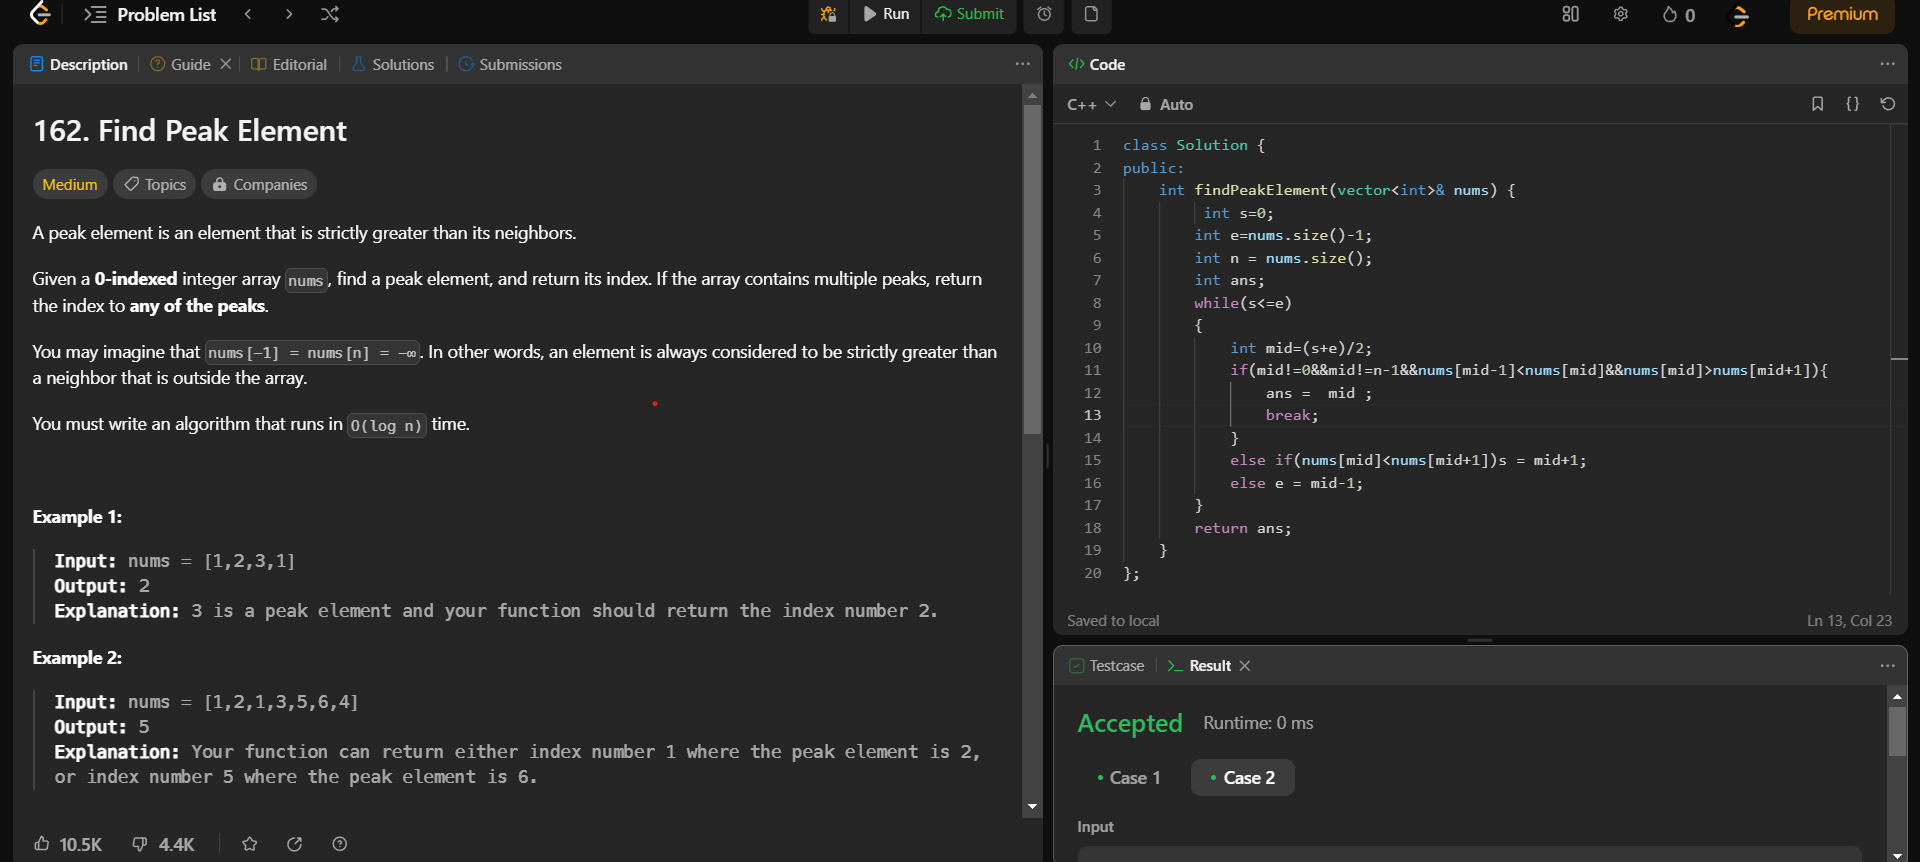 Problem List
Run
Submit
0
Premium
Description
Guide
Editorial
Solutions
Submissions
162. Find Peak Element
Medium
Topics
Companies
A peak element is an element that is strictly greater than its neighbors.
Given a 0-indexed integer array nums, find a peak element, and return its index. If the array contains multiple peaks, return
the index to any of the peaks.
You may imagine that nums[-1] = nums[n] = -∞. In other words, an element is always considered to be strictly greater than
a neighbor that is outside the array.
You must write an algorithm that runs in O(log n) time.
Example 1:
Input: nums = [1,2,3,1]
Output: 2
Explanation: 3 is a peak element and your function should return the index number 2.
Example 2:
Input: nums = [1,2,1,3,5,6,4]
Output: 5
Explanation: Your function can return either index number 1 where the peak element is 2,
or index number 5 where the peak element is 6.
10.5K
4.4K
</> Code
C++
Auto
{}
1 class Solution {
2 public:
3 int findPeakElement(vector<int>& nums) {
4 int s=0;
5 int e=nums.size()-1;
6 int n = nums.size();
7 int ans;
8 while(s<=e)
9 {
10 int mid=(s+e)/2;
11 if(mid!=0&&mid!=n-1&&nums[mid-1]<nums[mid]&&nums[mid]>nums[mid+1]){
12 ans =  mid ;
13 break;
14 }
15 else if(nums[mid]<nums[mid+1])s = mid+1;
16 else e = mid-1;
17 }
18 return ans;
19 }
20 };
Saved to local
Ln 13, Col 23
Testcase
>_ Result
Accepted
Runtime: 0 ms
• Case 1
• Case 2
Input